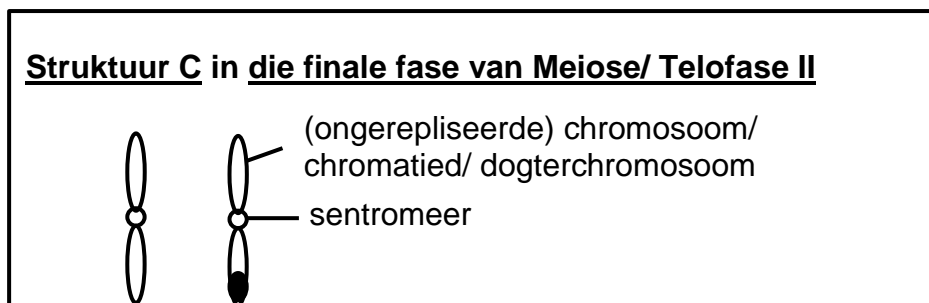 Struktuur C in die finale fase van Meiose/ Telofase II
(ongerepliseerde) chromosoom/
chromatied/ dogterchromosoom
sentromeer